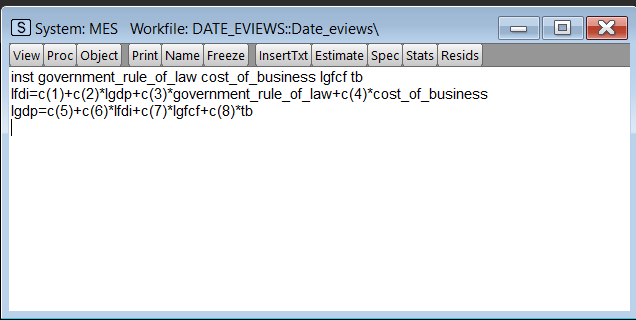 S System: MES Workfile: DATE_EVIEWS::Date_eviews\
View Proc Object Print Name Freeze InsertTxt Estimate Spec Stats Resids
inst government_rule_of_law cost_of_business lgfcf tb
lfdi=c(1)+c(2)*lgdp+c(3)*government_rule_of_law+c(4)*cost_of_business
lgdp=c(5)+c(6)*lfdi+c(7)*lgfcf+c(8)*tb